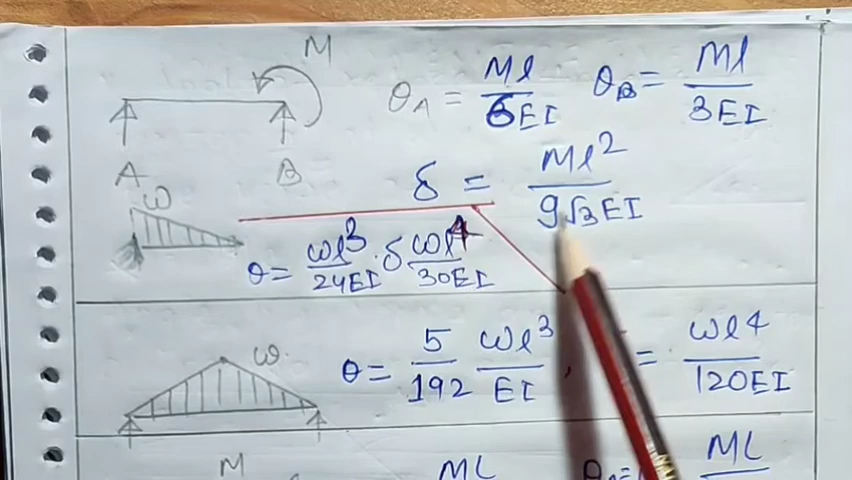 M
θA = Ml/6EI θB = Ml/3EI
A B
δ = Ml²/9√3EI
ω
θ = ωl³/24EI . δ ωl⁴/30EI
ω
θ = 5/192 ωl³/EI , = ωl⁴/120EI
M ML ML